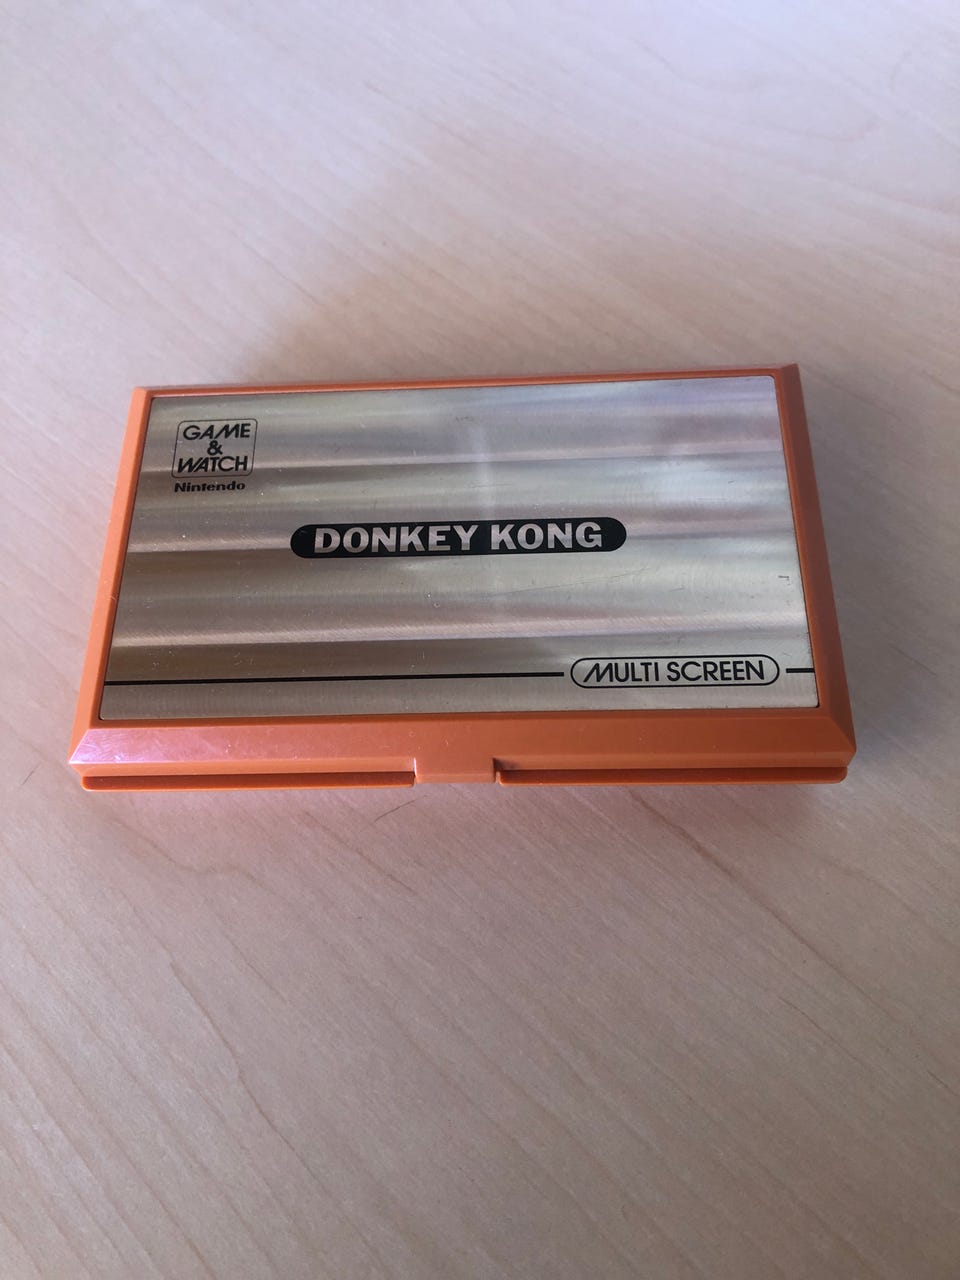 GAME
&
WATCH
Nintendo
DONKEY KONG
MULTI SCREEN